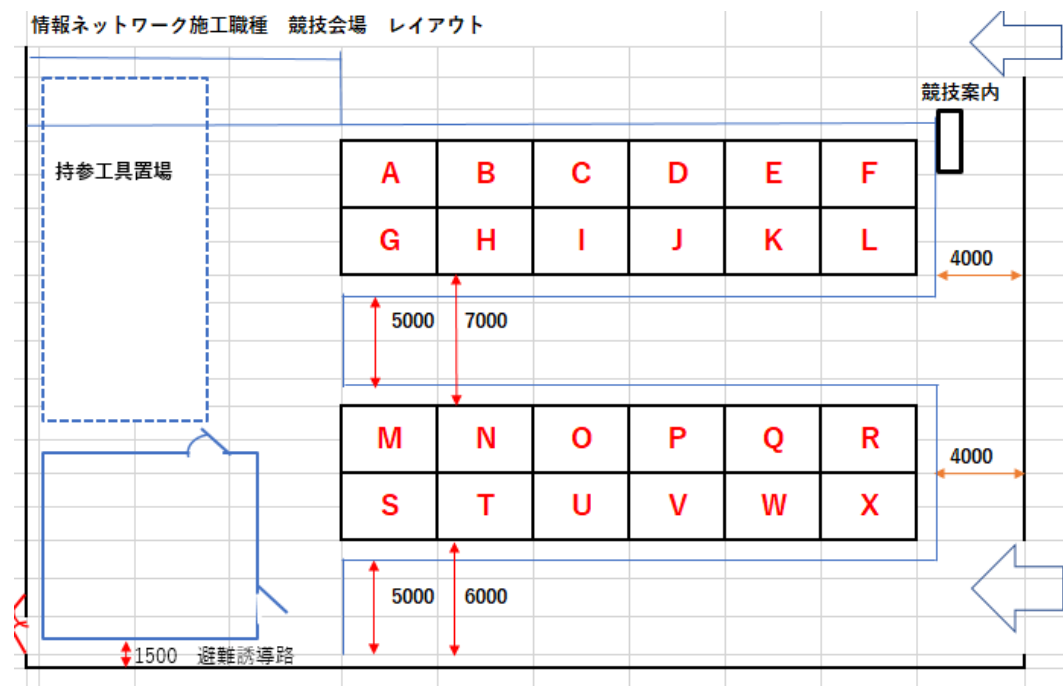 情報ネットワーク施工職種　競技会場　レイアウト
競技案内
持参工具置場
A B C D E F
G H I J K L
4000
5000 7000
M N O P Q R
4000
S T U V W X
5000 6000
1500 避難誘導路